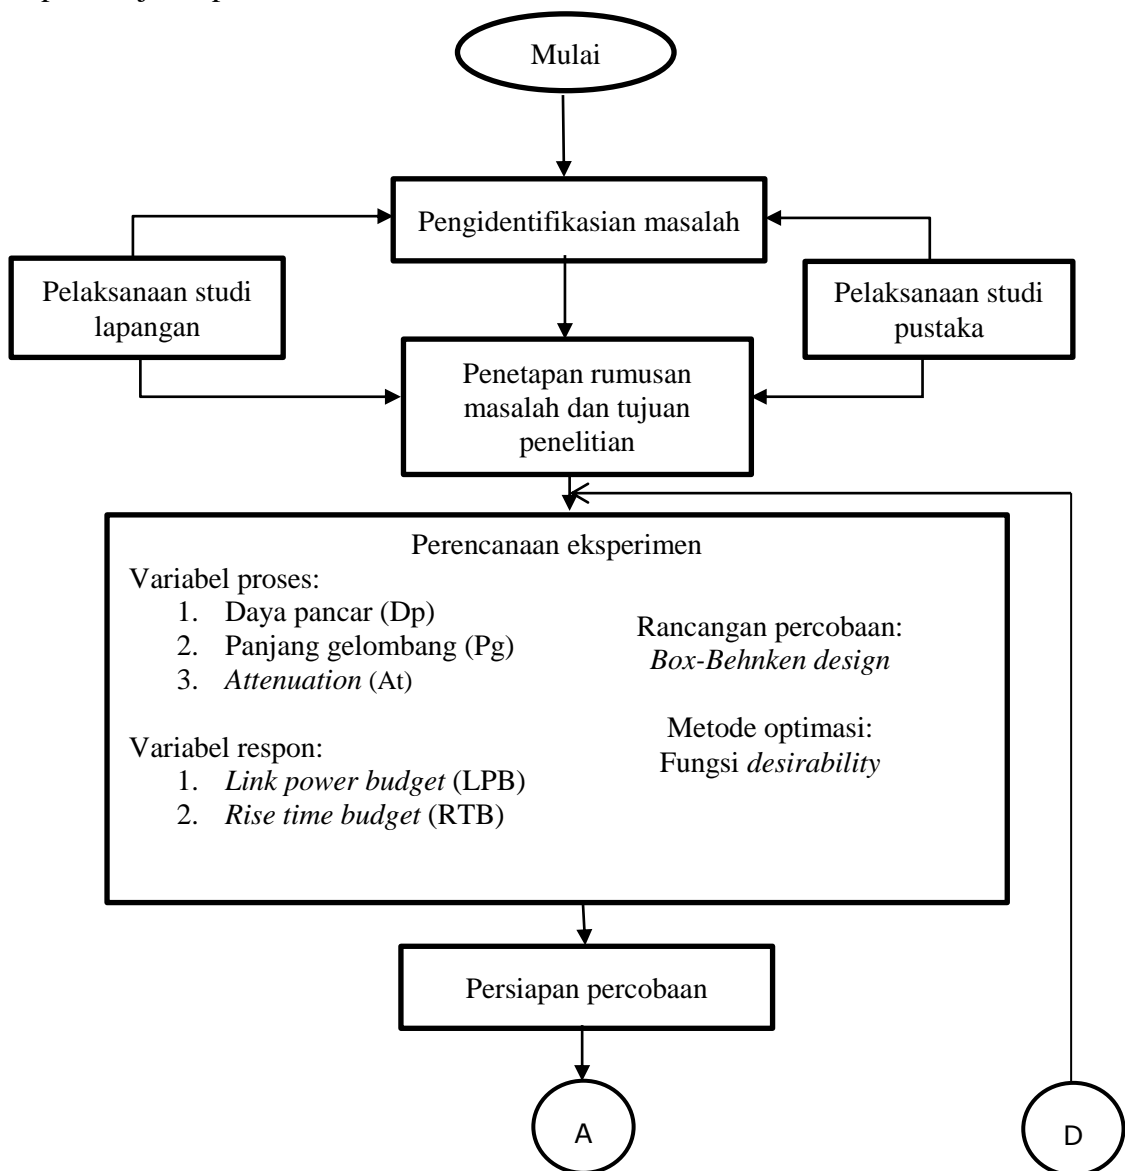 Mulai
Pengidentifikasian masalah
Pelaksanaan studi
lapangan
Pelaksanaan studi
pustaka
Penetapan rumusan
masalah dan tujuan
penelitian
Perencanaan eksperimen
Variabel proses:
1. Daya pancar (Dp)
2. Panjang gelombang (Pg)
3. Attenuation (At)
Variabel respon:
1. Link power budget (LPB)
2. Rise time budget (RTB)
Rancangan percobaan:
Box-Behnken design
Metode optimasi:
Fungsi desirability
Persiapan percobaan
A
D